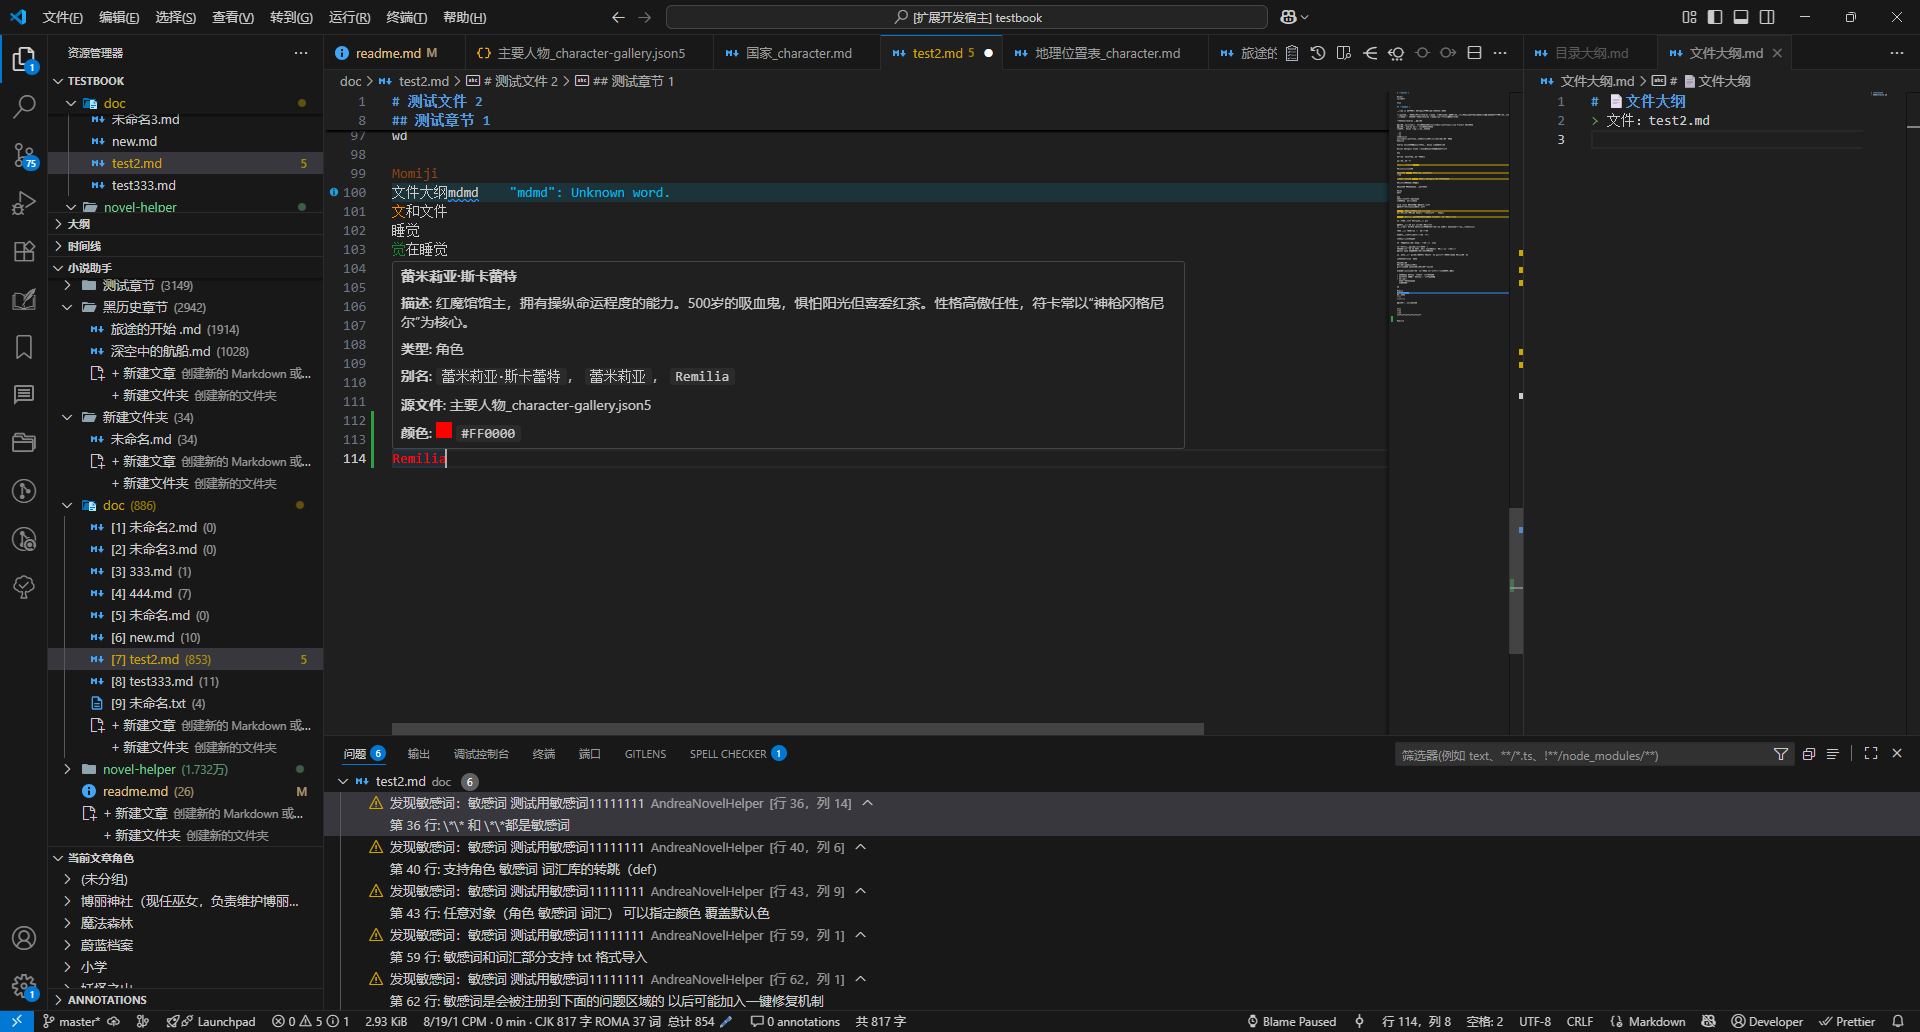 文件(F) 编辑(E) 选择(S) 查看(V) 转到(G) 运行(R) 终端(T) 帮助(H) [扩展开发宿主] testbook
资源管理器
TESTBOOK
doc
未命名3.md
new.md
test2.md 5
test333.md
novel-helper
大纲
时间线
小说助手
测试章节 (3149)
黑历史章节 (2942)
旅途的开始 .md (1914)
深空中的航船.md (1028)
+ 新建文章 创建新的 Markdown 或...
+ 新建文件夹 创建新的文件夹
新建文件夹 (34)
未命名.md (34)
+ 新建文章 创建新的 Markdown 或...
+ 新建文件夹 创建新的文件夹
doc (886)
[1] 未命名2.md (0)
[2] 未命名3.md (0)
[3] 333.md (1)
[4] 444.md (7)
[5] 未命名.md (0)
[6] new.md (10)
[7] test2.md (853) 5
[8] test333.md (11)
[9] 未命名.txt (4)
+ 新建文章 创建新的 Markdown 或...
+ 新建文件夹 创建新的文件夹
novel-helper (1.732万)
readme.md (26) M
+ 新建文章 创建新的 Markdown 或...
+ 新建文件夹 创建新的文件夹
当前文章角色
(未分组)
博丽神社（现任巫女，负责维护博丽...
魔法森林
蔚蓝档案
小学
ANNOTATIONS
1
75
1
readme.md M 主要人物_character-gallery.json5 国家_character.md test2.md 5 地理位置表_character.md 旅途的
doc > test2.md > # 测试文件 2 > ## 测试章节 1
1 # 测试文件 2
8 ## 测试章节 1
97 wd
98
99 Momiji
100 文件大纲mdmd "mdmd": Unknown word.
101 文和文件
102 睡觉
103 觉在睡觉
104
105
106
107
108
109
110
111
112
113
114 Remilia
蕾米莉亚·斯卡蕾特
描述: 红魔馆馆主，拥有操纵命运程度的能力。500岁的吸血鬼，惧怕阳光但喜爱红茶。性格高傲任性，符卡常以“神枪冈格尼
尔”为核心。
类型: 角色
别名: 蕾米莉亚·斯卡蕾特 ， 蕾米莉亚 ， Remilia
源文件: 主要人物_character-gallery.json5
颜色: #FF0000
目录大纲.md 文件大纲.md
文件大纲.md > # 文件大纲
1 # 文件大纲
2 > 文件：test2.md
3
问题 6 输出 调试控制台 终端 端口 GITLENS SPELL CHECKER 1 筛选器(例如 text、**/*.ts、!**/node_modules/**)
test2.md doc 6
发现敏感词：敏感词 测试用敏感词11111111 AndreaNovelHelper [行 36，列 14]
第 36 行: \*\* 和 \*\*都是敏感词
发现敏感词：敏感词 测试用敏感词11111111 AndreaNovelHelper [行 40，列 6]
第 40 行: 支持角色 敏感词 词汇库的转跳（def）
发现敏感词：敏感词 测试用敏感词11111111 AndreaNovelHelper [行 43，列 9]
第 43 行: 任意对象（角色 敏感词 词汇） 可以指定颜色 覆盖默认色
发现敏感词：敏感词 测试用敏感词11111111 AndreaNovelHelper [行 59，列 1]
第 59 行: 敏感词和词汇部分支持 txt 格式导入
发现敏感词：敏感词 测试用敏感词11111111 AndreaNovelHelper [行 62，列 1]
第 62 行: 敏感词是会被注册到下面的问题区域的 以后可能加入一键修复机制
master* Launchpad 0 5 1 2.93 KiB 8/19/1 CPM · 0 min · CJK 817 字 ROMA 37 词 总计 854 0 annotations 共 817 字 Blame Paused 行 114，列 8 空格: 2 UTF-8 CRLF Markdown Developer Prettier